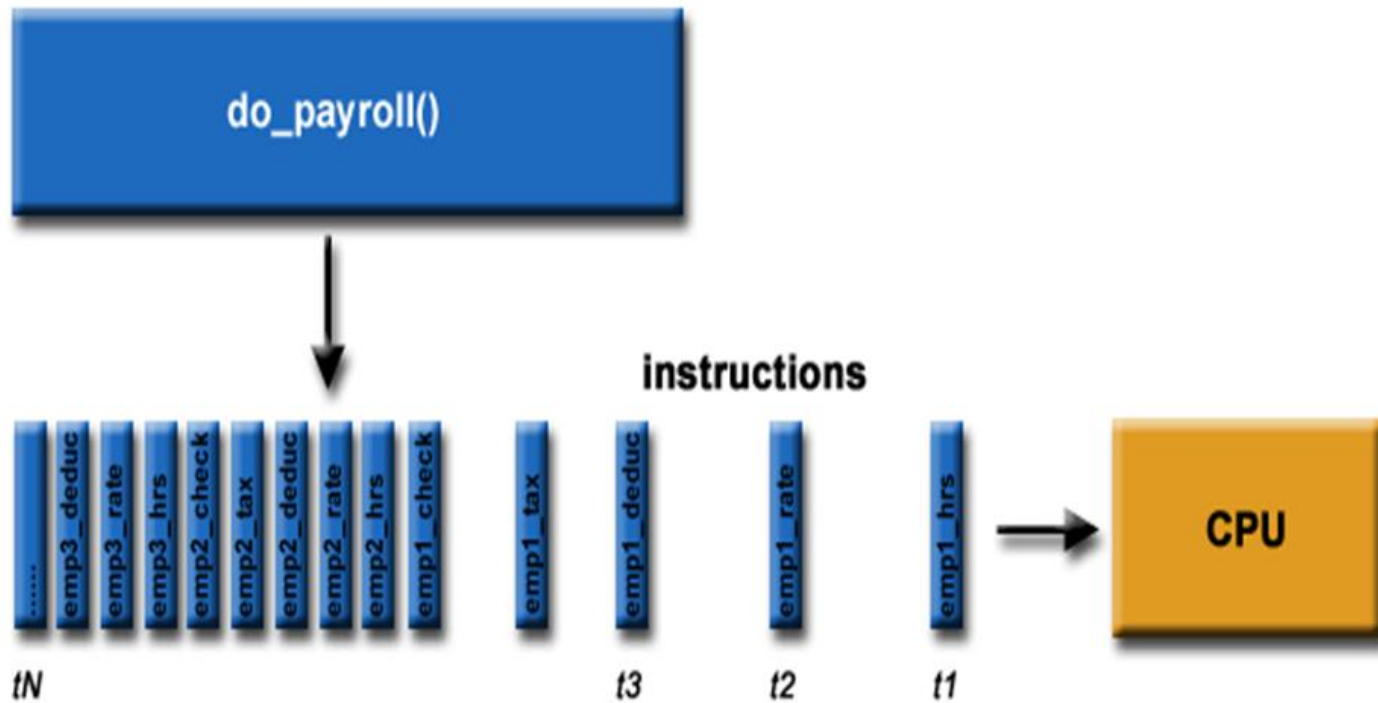 do_payroll()
instructions
......
emp3_deduc
emp3_rate
emp3_hrs
emp2_check
emp2_tax
emp2_deduc
emp2_rate
emp2_hrs
emp1_check
emp1_tax
emp1_deduc
emp1_rate
emp1_hrs
CPU
tN
t3
t2
t1